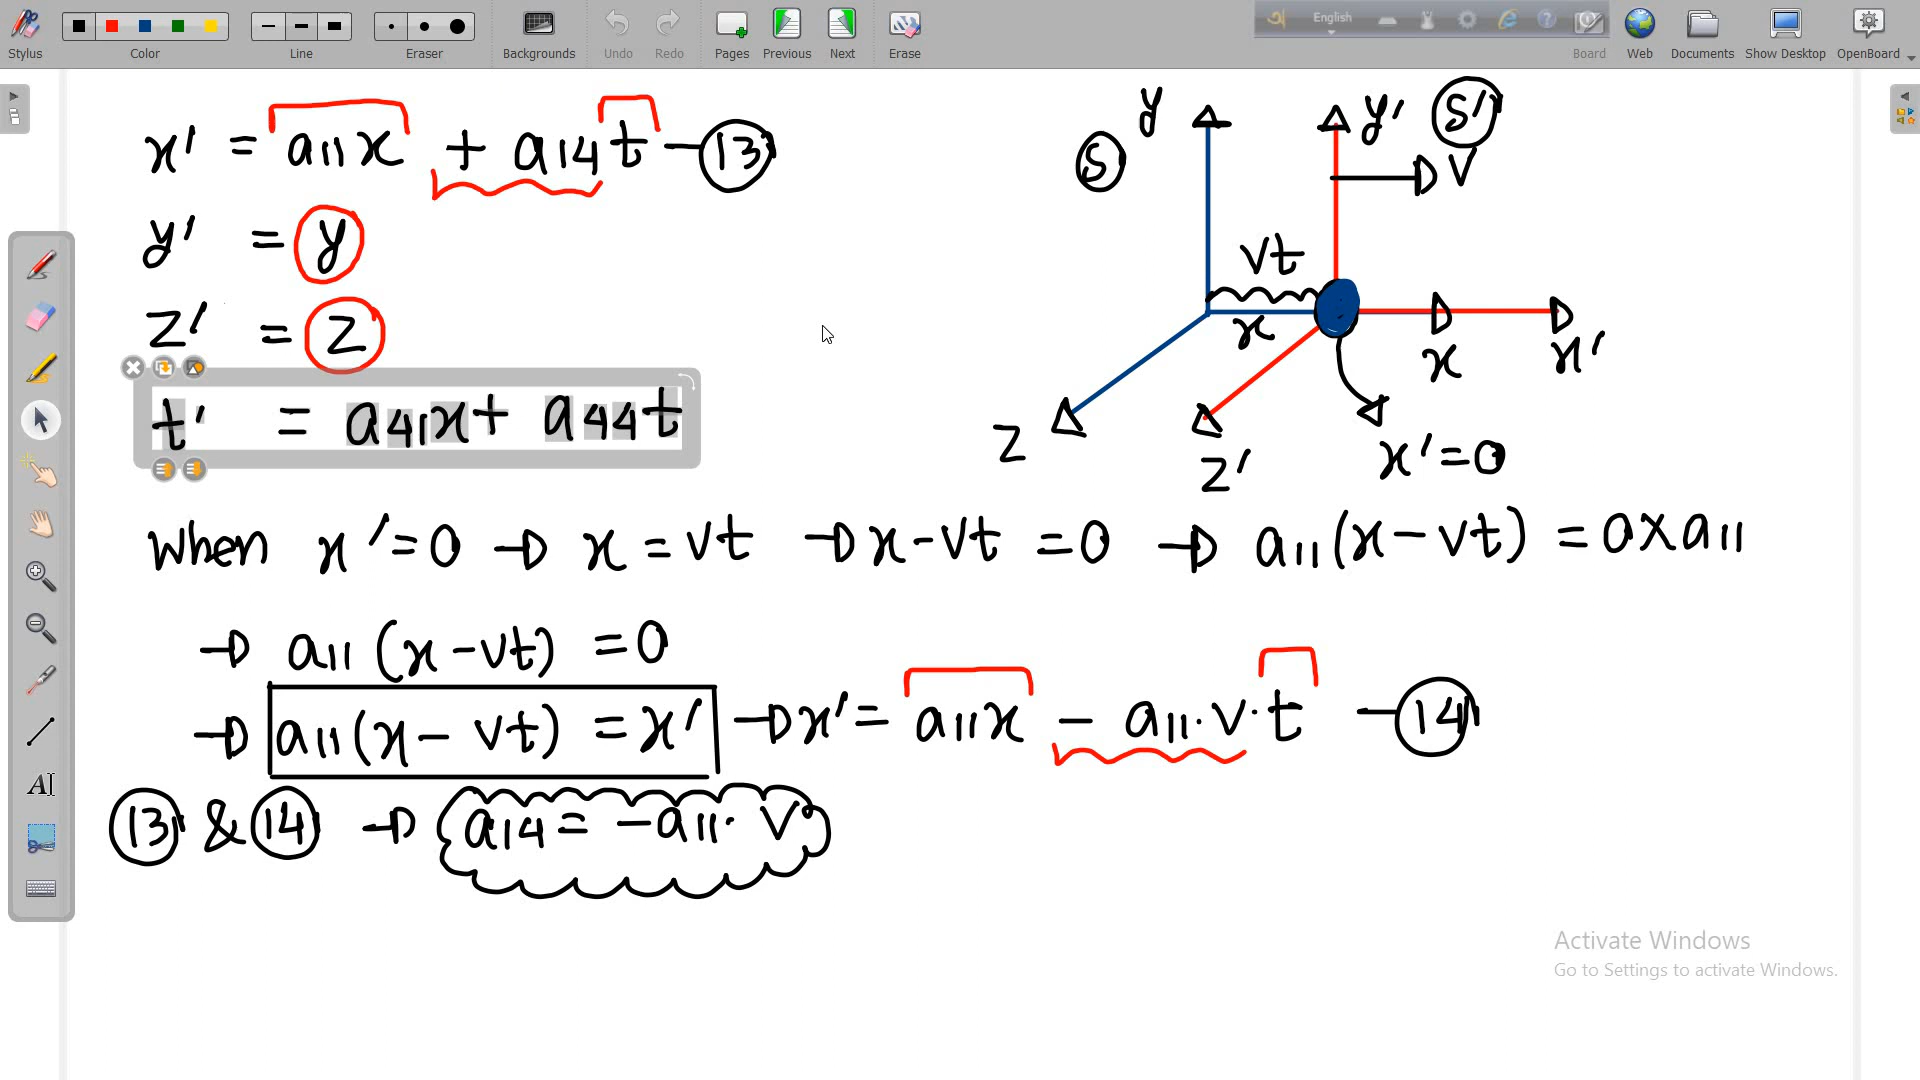 Stylus
Color
Line
Eraser
Backgrounds
Undo
Redo
Pages
Previous
Next
Erase
English
Board
Web
Documents
Show Desktop
OpenBoard
x' = a11x + a14t - 13
y' = y
z' = z
t' = a41x + a44t
y
S
y'
S'
V
vt
x
x
x'
z
z'
x'=0
When x'=0 → x = vt → x-vt = 0 → a11(x-vt) = 0×a11
→ a11(x-vt) = 0
→ a11(x-vt) = x' → x' = a11x - a11.v.t - 14
13 & 14 → a14 = -a11.v
Activate Windows
Go to Settings to activate Windows.